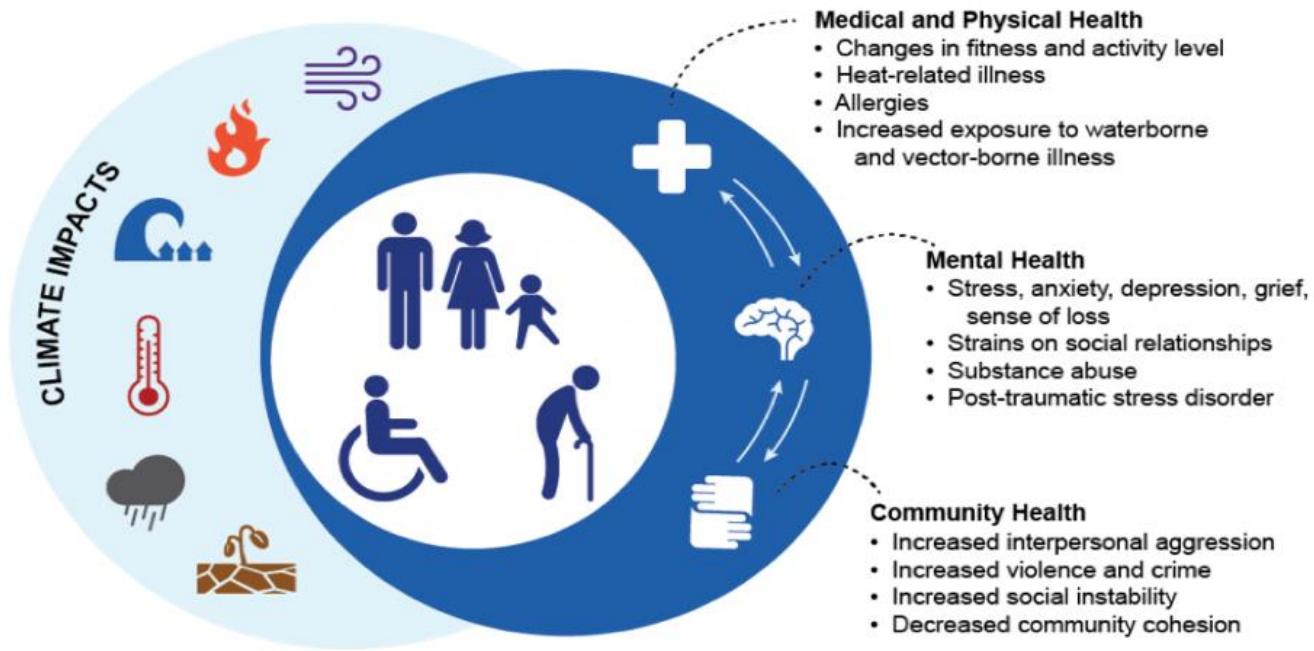 CLIMATE IMPACTS
Medical and Physical Health
• Changes in fitness and activity level
• Heat-related illness
• Allergies
• Increased exposure to waterborne
and vector-borne illness
Mental Health
• Stress, anxiety, depression, grief,
sense of loss
• Strains on social relationships
• Substance abuse
• Post-traumatic stress disorder
Community Health
• Increased interpersonal aggression
• Increased violence and crime
• Increased social instability
• Decreased community cohesion